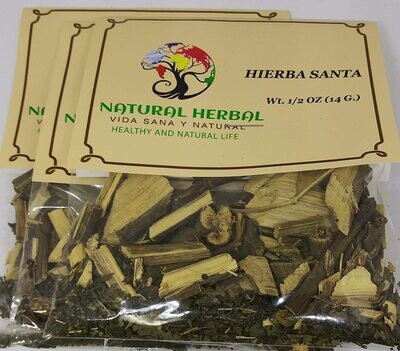 NATURAL HERBAL
VIDA SANA Y NATURAL
HEALTHY AND NATURAL LIFE
HIERBA SANTA
Wt. 1/2 OZ (14 G.)